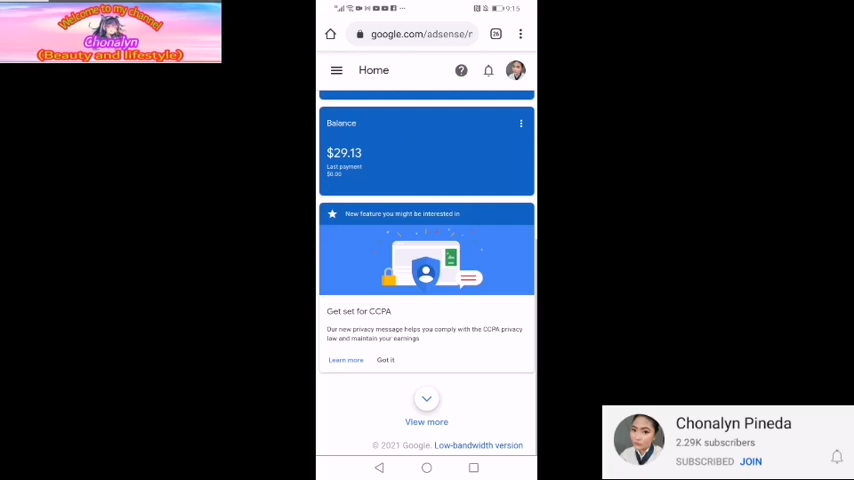 Welcome to my channel
Chonalyn
(Beauty and lifestyle)
9:15
google.com/adsense/r
26
Home
Balance
$29.13
Last payment
$0.00
New feature you might be interested in
Get set for CCPA
Our new privacy message helps you comply with the CCPA privacy
law and maintain your earnings
Learn more Got it
View more
© 2021 Google. Low-bandwidth version
Chonalyn Pineda
2.29K subscribers
SUBSCRIBED JOIN